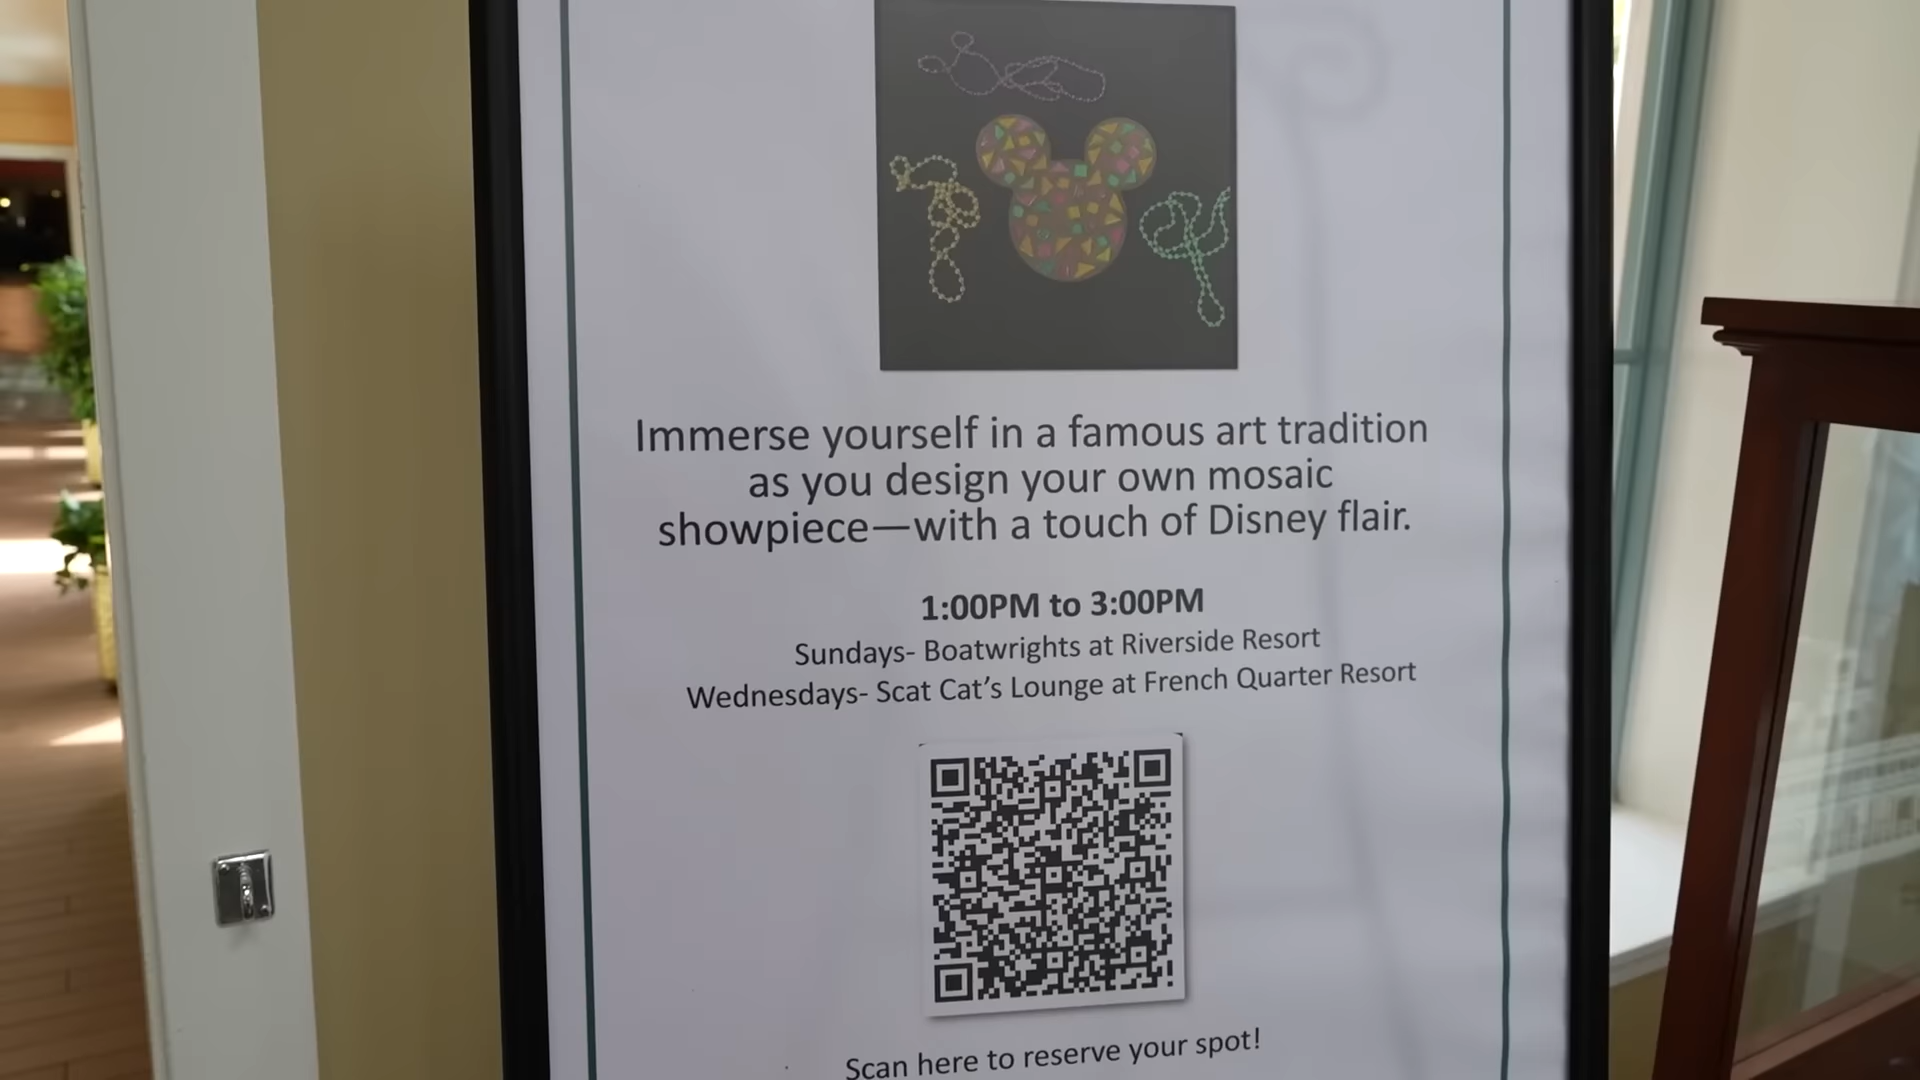 Immerse yourself in a famous art tradition
as you design your own mosaic
showpiece—with a touch of Disney flair.
1:00PM to 3:00PM
Sundays- Boatwrights at Riverside Resort
Wednesdays- Scat Cat’s Lounge at French Quarter Resort
Scan here to reserve your spot!